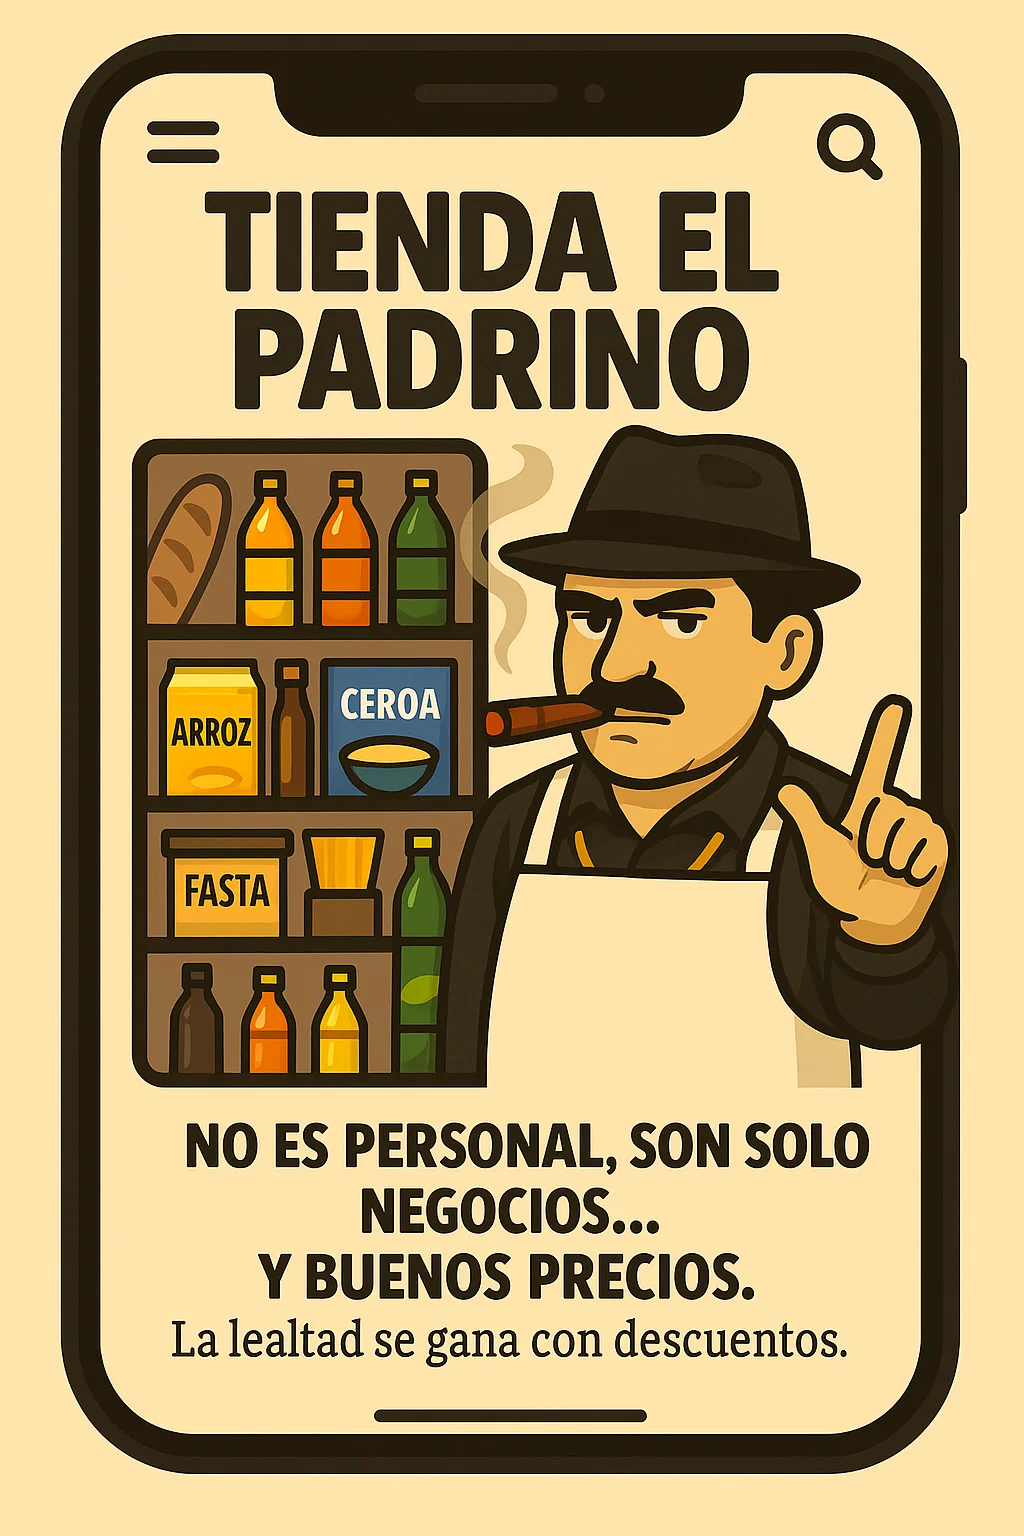 TIENDA EL
PADRINO
ARROZ
CEROA
FASTA
NO ES PERSONAL, SON SOLO
NEGOCIOS...
Y BUENOS PRECIOS.
La lealtad se gana con descuentos.